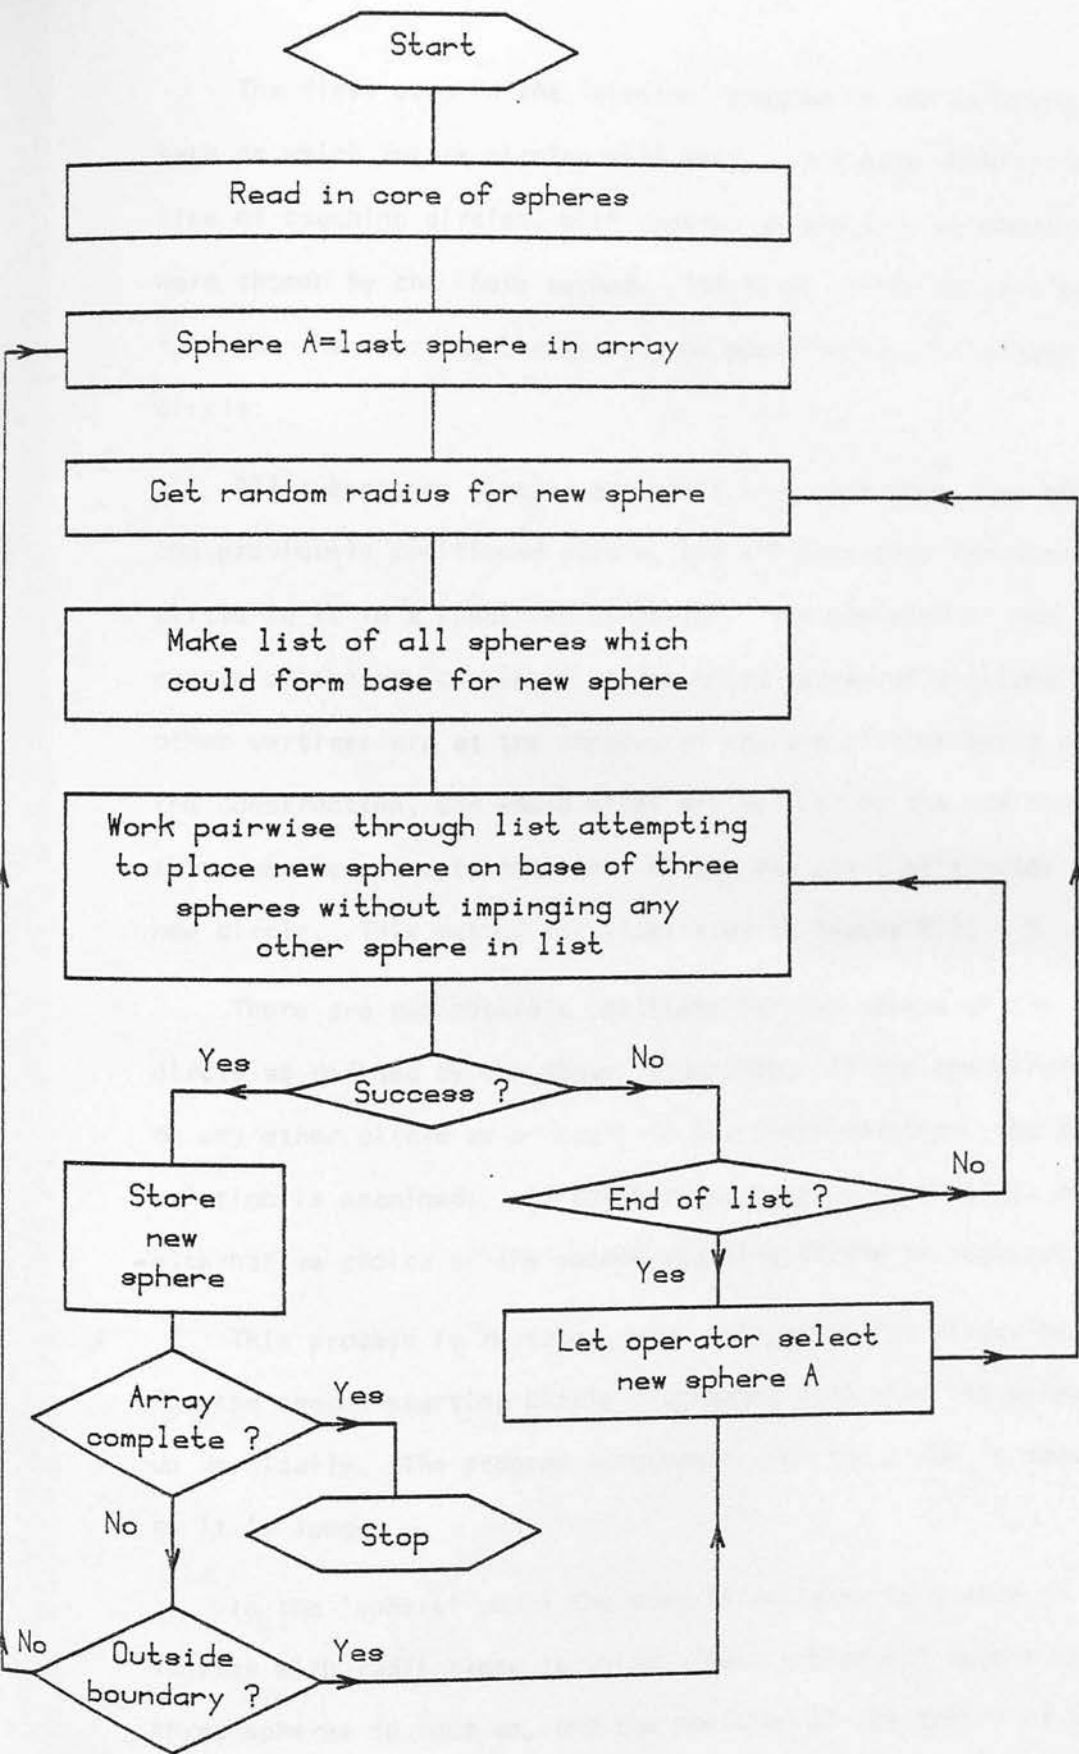 Start
Read in core of spheres
Sphere A=last sphere in array
Get random radius for new sphere
Make list of all spheres which
could form base for new sphere
Work pairwise through list attempting
to place new sphere on base of three
spheres without impinging any
other sphere in list
Yes
No
Success ?
No
Store
new
sphere
End of list ?
Yes
Let operator select
new sphere A
Array
complete ?
Yes
No
Stop
No
Outside
boundary ?
Yes